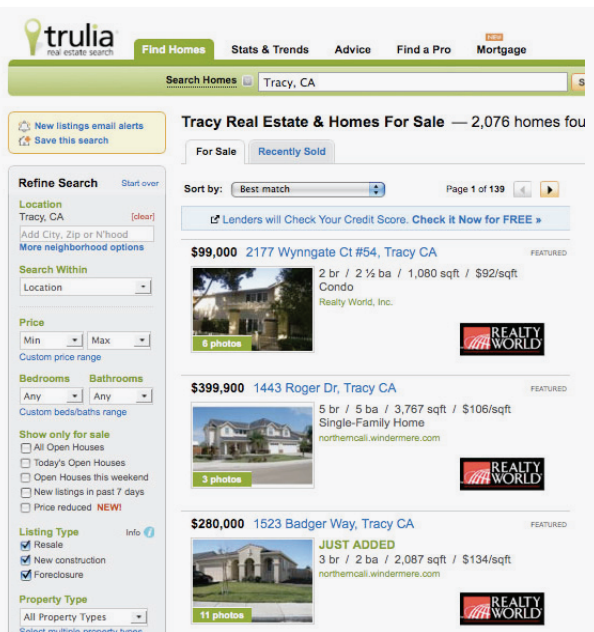 trulia
real estate search
Find Homes
Stats & Trends
Advice
Find a Pro
NEW
Mortgage
Search Homes
Tracy, CA
S
New listings email alerts
Save this search
Tracy Real Estate & Homes For Sale — 2,076 homes fou
For Sale
Recently Sold
Refine Search
Start over
Location
Tracy, CA
[clear]
Add City, Zip or N'hood
More neighborhood options
Search Within
Location
Price
Min
Max
Custom price range
Bedrooms
Bathrooms
Any
Any
Custom beds/baths range
Show only for sale
All Open Houses
Today's Open Houses
Open Houses this weekend
New listings in past 7 days
Price reduced NEW!
Listing Type
Info i
Resale
New construction
Foreclosure
Property Type
All Property Types
Select multiple property types
Sort by:
Best match
Page 1 of 139
Lenders will Check Your Credit Score. Check it Now for FREE »
$99,000 2177 Wynngate Ct #54, Tracy CA
FEATURED
2 br / 2 ½ ba / 1,080 sqft / $92/sqft
Condo
Realty World, Inc.
6 photos
REALTY
WORLD
$399,900 1443 Roger Dr, Tracy CA
FEATURED
5 br / 5 ba / 3,767 sqft / $106/sqft
Single-Family Home
northerncali.windermere.com
3 photos
REALTY
WORLD
$280,000 1523 Badger Way, Tracy CA
FEATURED
JUST ADDED
3 br / 2 ba / 2,087 sqft / $134/sqft
northerncali.windermere.com
11 photos
REALTY
WORLD